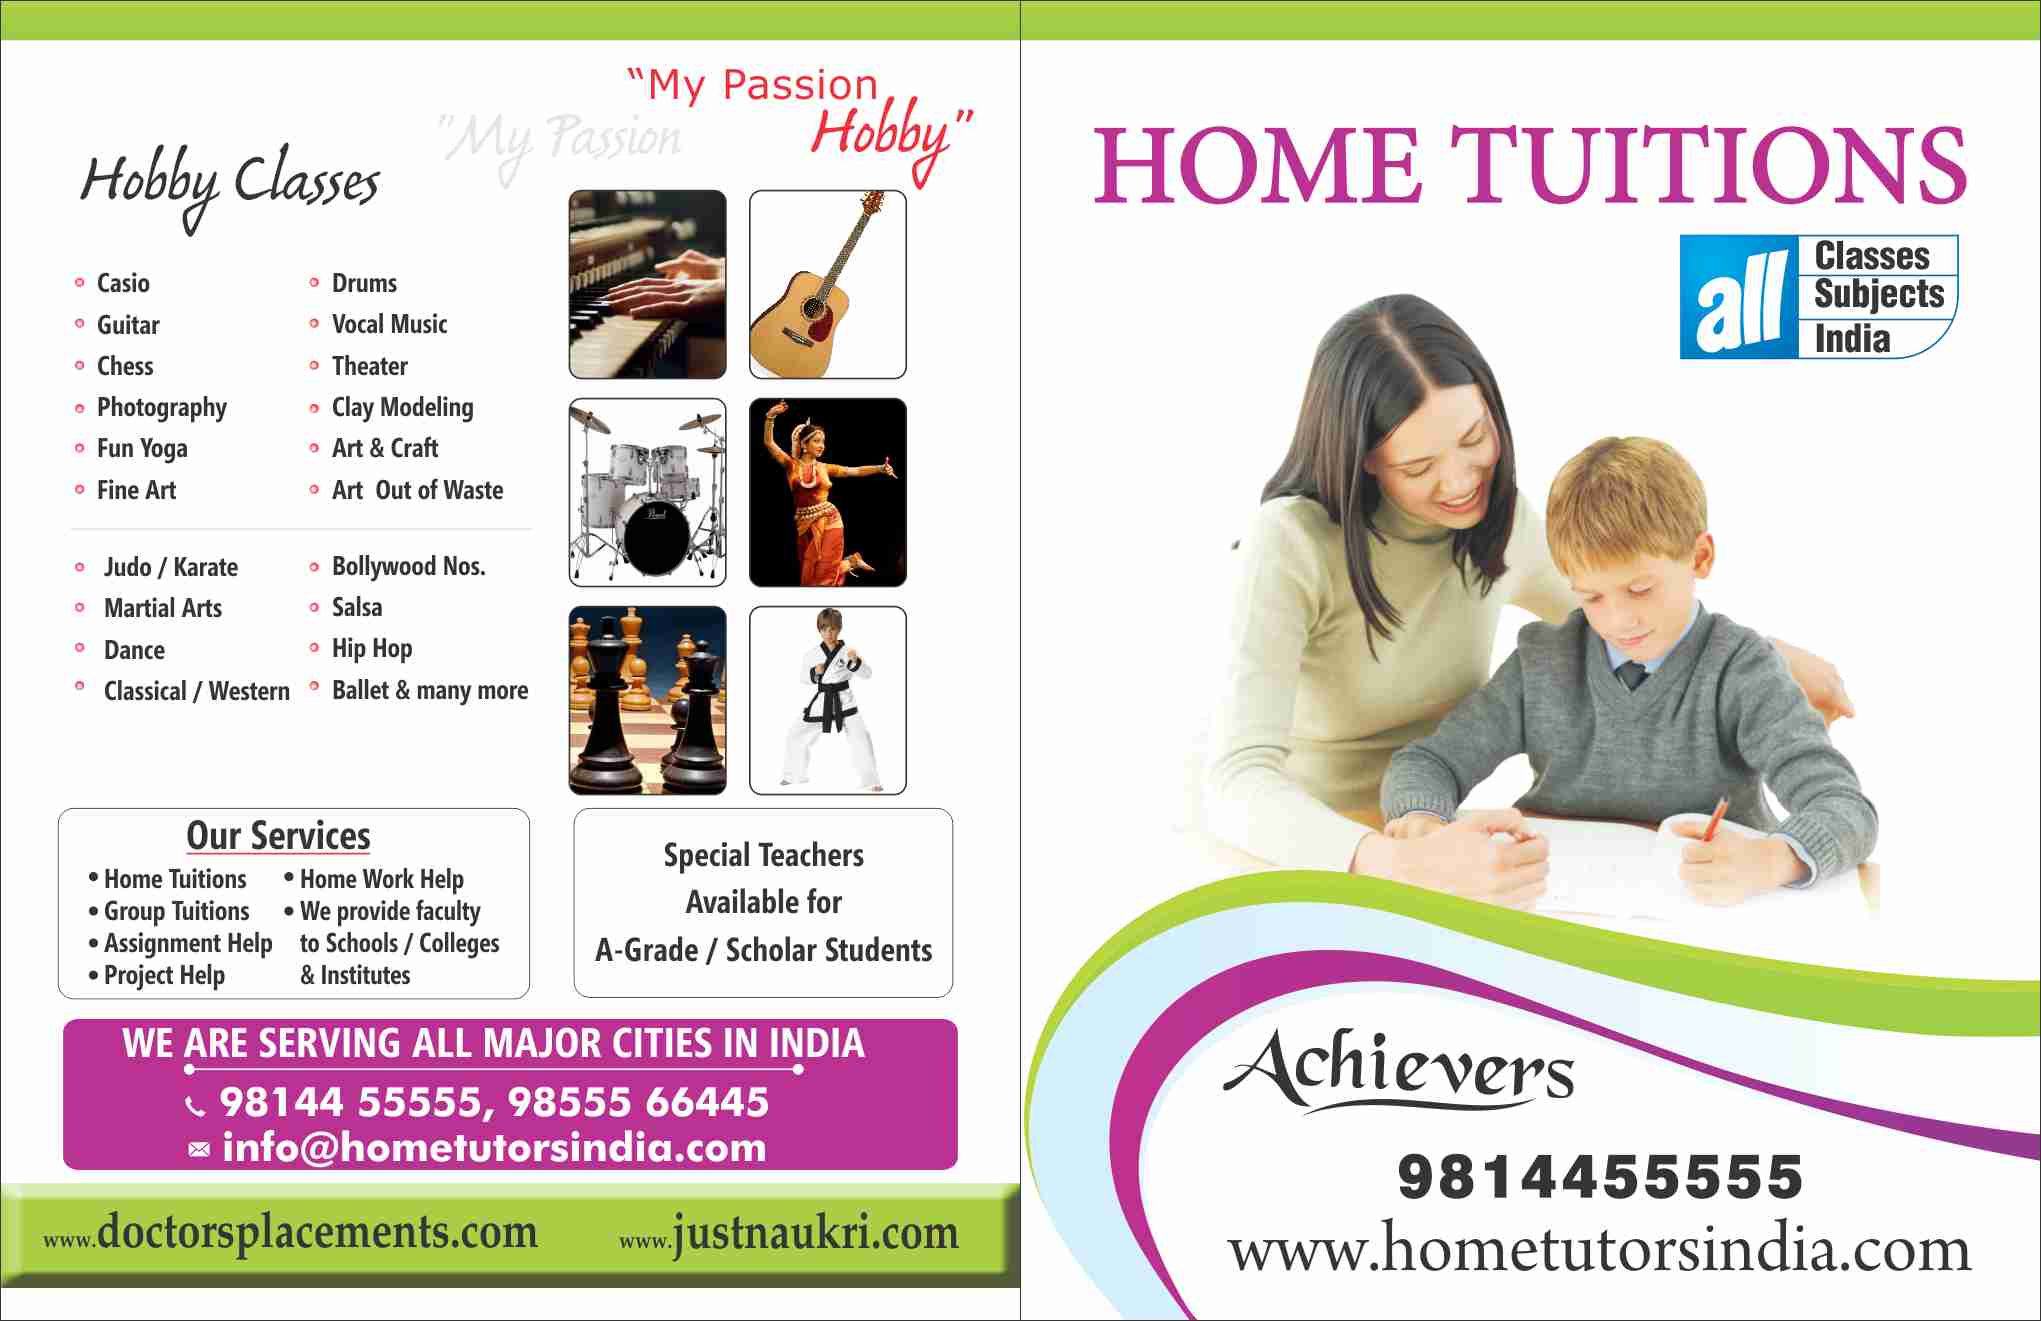 "My Passion
Hobby"
"My Passion
Hobby Classes
Casio
Guitar
Chess
Photography
Fun Yoga
Fine Art
Drums
Vocal Music
Theater
Clay Modeling
Art & Craft
Art Out of Waste
Judo / Karate
Martial Arts
Dance
Classical / Western
Bollywood Nos.
Salsa
Hip Hop
Ballet & many more
Pearl
Our Services
• Home Tuitions
• Group Tuitions
• Assignment Help
• Project Help
• Home Work Help
• We provide faculty
to Schools / Colleges
& Institutes
Special Teachers
Available for
A-Grade / Scholar Students
WE ARE SERVING ALL MAJOR CITIES IN INDIA
98144 55555, 98555 66445
info@hometutorsindia.com
www.doctorsplacements.com
www.justnaukri.com
HOME TUITIONS
all
Classes
Subjects
India
Achievers
9814455555
www.hometutorsindia.com